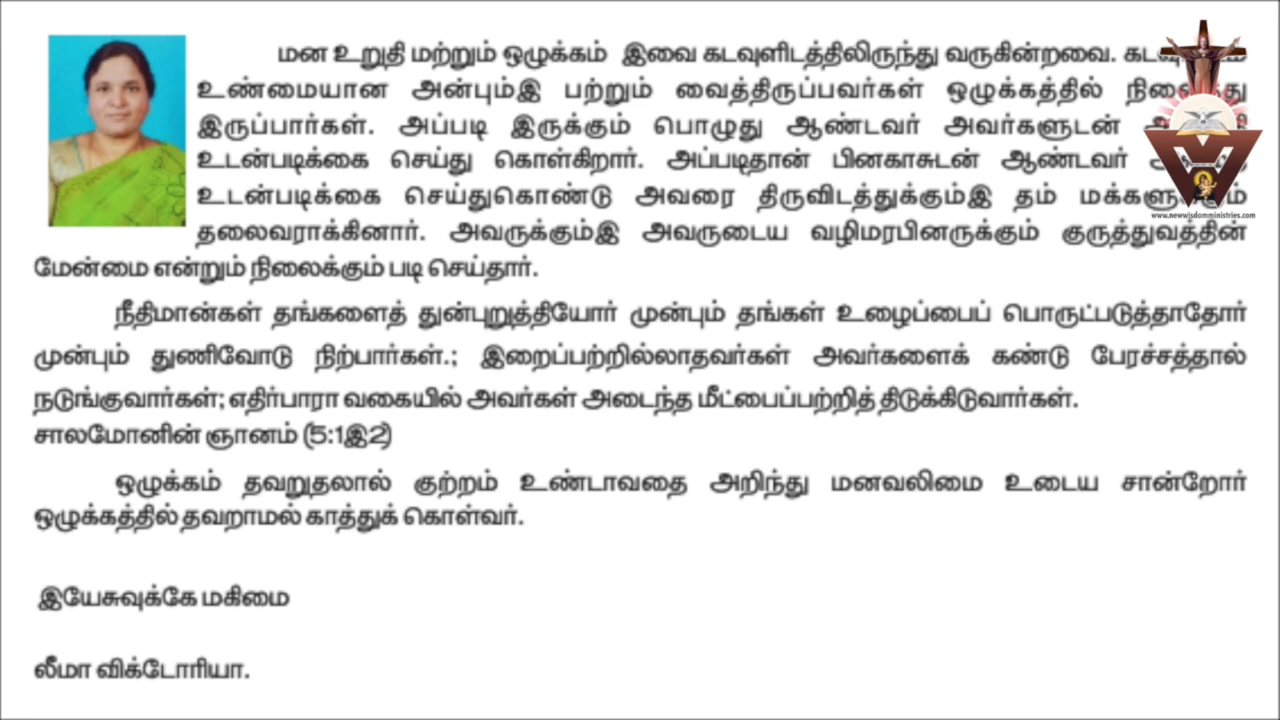 மன உறுதி மற்றும் ஒழுக்கம் இவை கடவுளிடத்திலிருந்து வருகின்றவை.
உண்மையான அன்பும்இ பற்றும் வைத்திருப்பவர்கள் ஒழுக்கத்தில்
இருப்பார்கள். அப்படி இருக்கும் பொழுது ஆண்டவர் அவர்களுடன்
உடன்படிக்கை செய்து கொள்கிறார். அப்படிதான் பினகாசுடன் ஆண்டவர்
உடன்படிக்கை செய்துகொண்டு அவரை திருவிடத்துக்கும்இ தம்
www.newwisdomministries.com
தலைவராக்கினார். அவருக்கும்இ அவருடைய வழிமரபினருக்கும் குருத்துவத்தின்
மேன்மை என்றும் நிலைக்கும் படி செய்தார்.
நீதிமான்கள் தங்களைத் துன்புறுத்தியோர் முன்பும் தங்கள் உழைப்பைப் பொருட்படுத்தாதோர்
முன்பும் துணிவோடு நிற்பார்கள்.; இறைப்பற்றில்லாதவர்கள் அவர்களைக் கண்டு பேரச்சத்தால்
நடுங்குவார்கள்; எதிர்பாரா வகையில் அவர்கள் அடைந்த மீட்பைப்பற்றித் திடுக்கிடுவார்கள்.
சாலமோனின் ஞானம் (5:1இ2)
ஒழுக்கம் தவறுதலால் குற்றம் உண்டாவதை அறிந்து மனவலிமை உடைய சான்றோர்
ஒழுக்கத்தில் தவறாமல் காத்துக் கொள்வர்.
இயேசுவுக்கே மகிமை
லீமா விக்டோரியா.